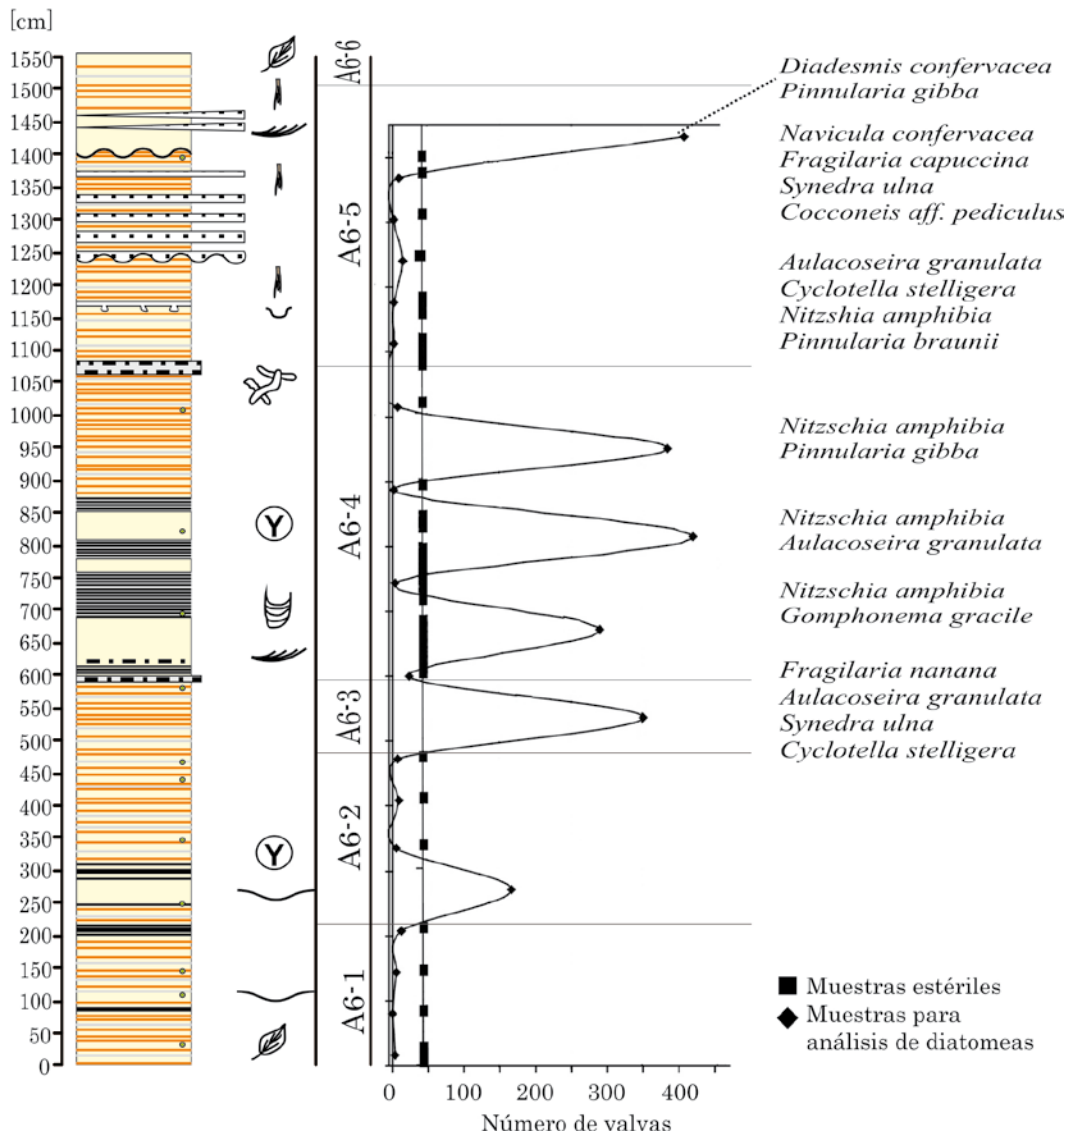 [cm]
1550
1500
1450
1400
1350
1300
1250
1200
1150
1100
1050
1000
950
900
850
800
750
700
650
600
550
500
450
400
350
300
250
200
150
100
50
0
Y
Y
A6-6
A6-5
A6-4
A6-3
A6-2
A6-1
Diadesmis confervacea
Pinnularia gibba
Navicula confervacea
Fragilaria capuccina
Synedra ulna
Cocconeis aff. pediculus
Aulacoseira granulata
Cyclotella stelligera
Nitzshia amphibia
Pinnularia braunii
Nitzschia amphibia
Pinnularia gibba
Nitzschia amphibia
Aulacoseira granulata
Nitzschia amphibia
Gomphonema gracile
Fragilaria nanana
Aulacoseira granulata
Synedra ulna
Cyclotella stelligera
Muestras estériles
Muestras para
análisis de diatomeas
0 100 200 300 400
Número de valvas